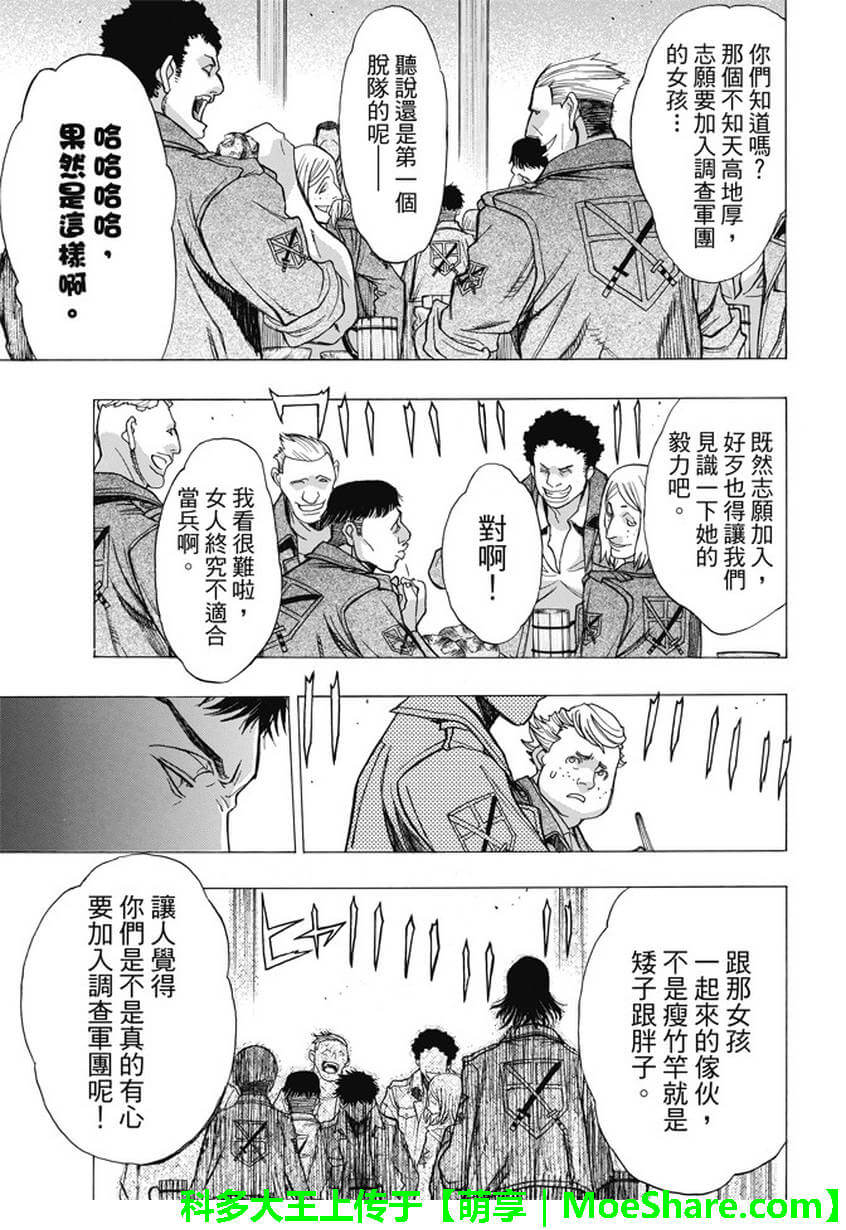 你們知道嗎?
那個不知天高地厚，
志願要加入調查軍團
的女孩…
聽說還是第一個
脫隊的呢——
哈哈哈哈，
果然是這樣啊。
既然志願加入，
好歹也得讓我們
見識一下她的
毅力吧。
對啊！
我看很難啦，
女人終究不適合
當兵啊。
跟那女孩
一起來的傢伙，
不是瘦竹竿就是
矮子跟胖子。
讓人覺得
你們是不是真的有心
要加入調查軍團呢！
科多大王上传于【萌享|MoeShare.com】